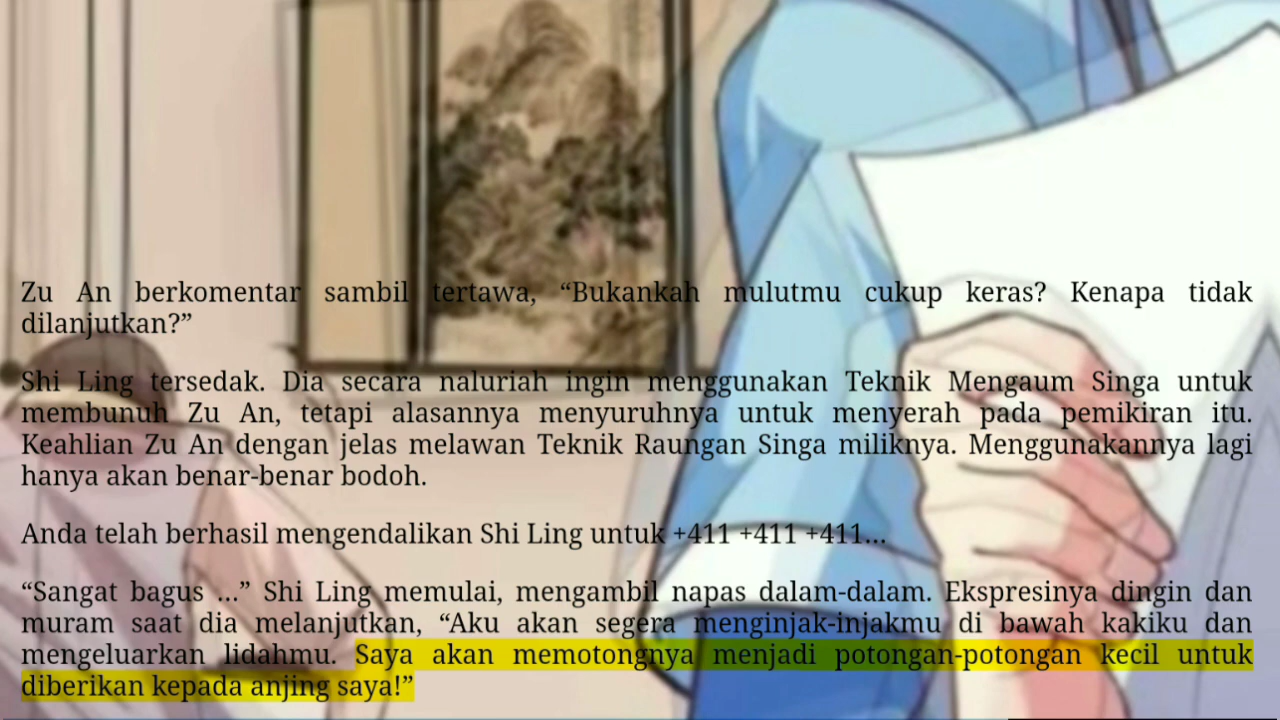 Zu An berkomentar sambil tertawa, “Bukankah mulutmu cukup keras? Kenapa tidak
dilanjutkan?”
Shi Ling tersedak. Dia secara naluriah ingin menggunakan Teknik Mengaum Singa untuk
membunuh Zu An, tetapi alasannya menyuruhnya untuk menyerah pada pemikiran itu.
Keahlian Zu An dengan jelas melawan Teknik Raungan Singa miliknya. Menggunakannya lagi
hanya akan benar-benar bodoh.
Anda telah berhasil mengendalikan Shi Ling untuk +411 +411 +411…
“Sangat bagus …” Shi Ling memulai, mengambil napas dalam-dalam. Ekspresinya dingin dan
muram saat dia melanjutkan, “Aku akan segera menginjak-injakmu di bawah kakiku dan
mengeluarkan lidahmu. Saya akan memotongnya menjadi potongan-potongan kecil untuk
diberikan kepada anjing saya!”